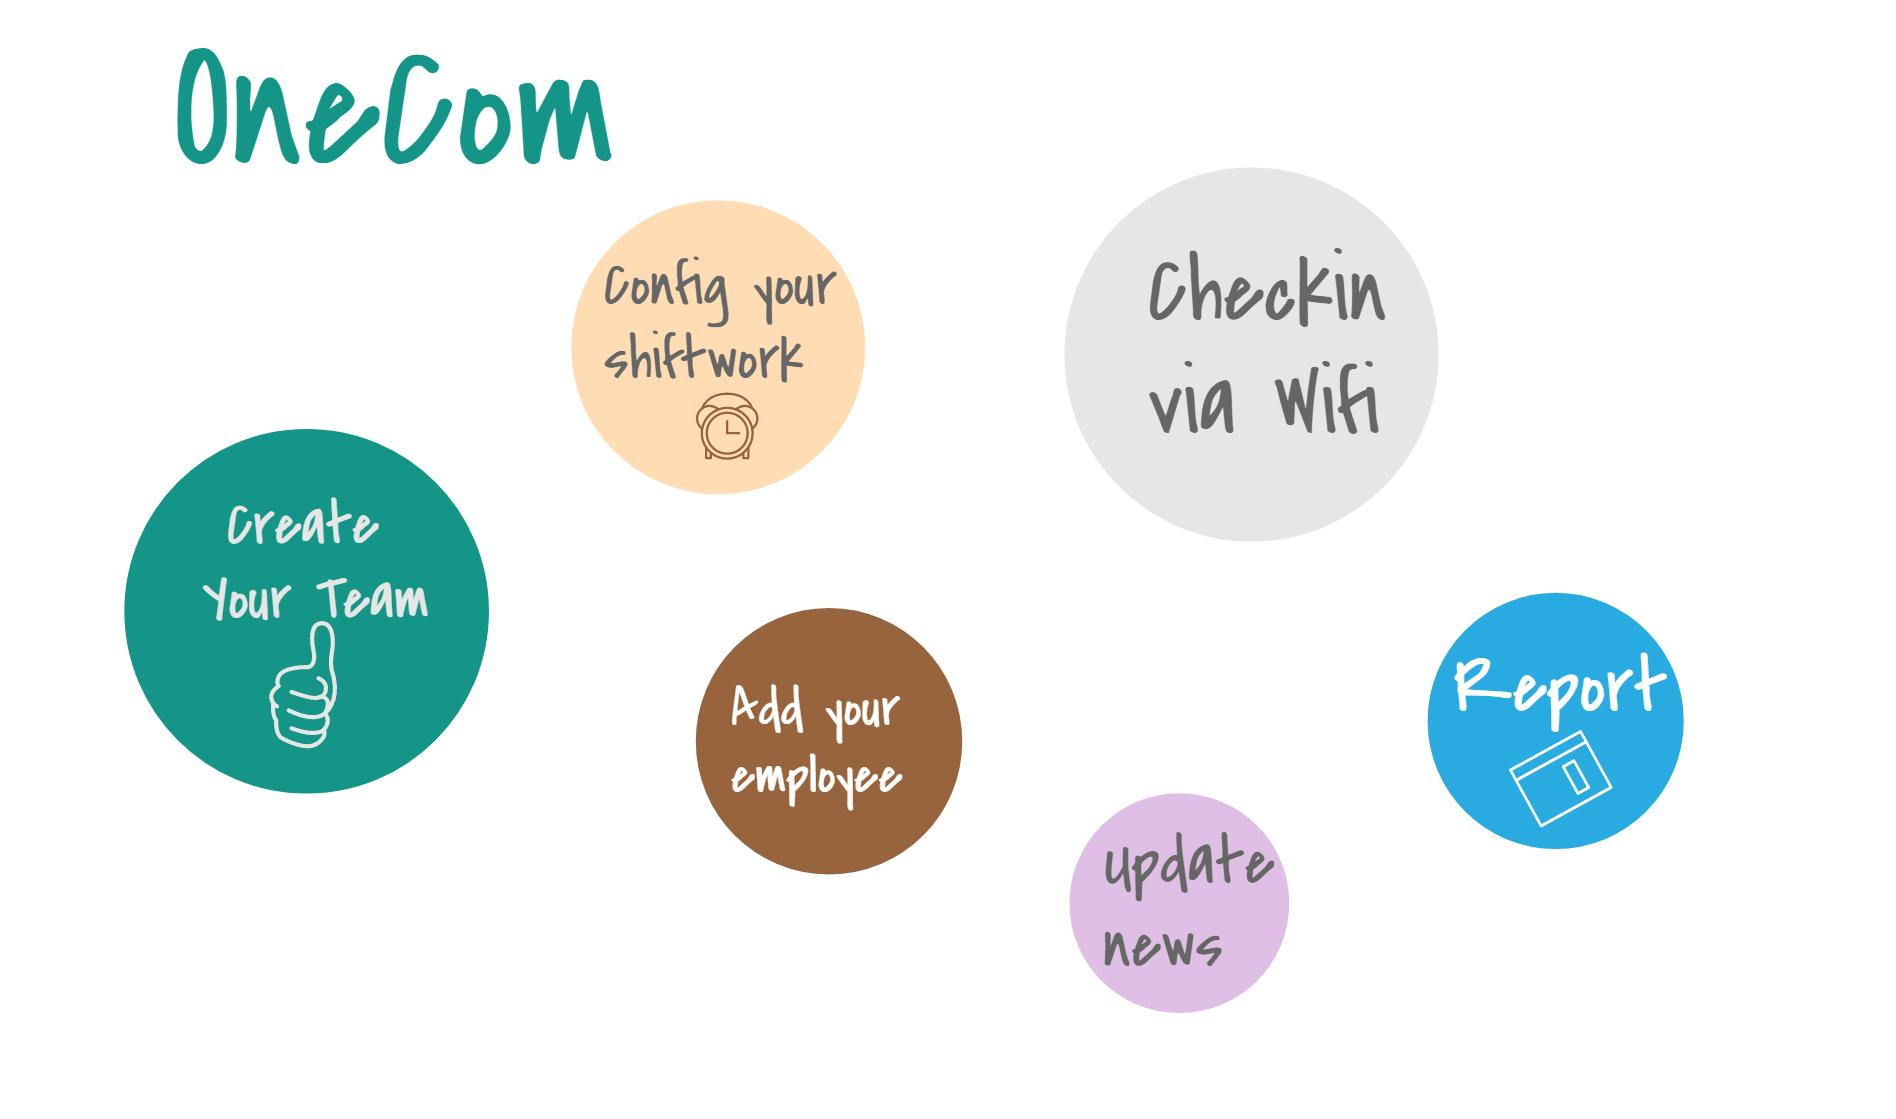 OneCom
Config your
shiftwork
Checkin
via Wifi
Create
Your Team
Add your
employee
Report
update
news